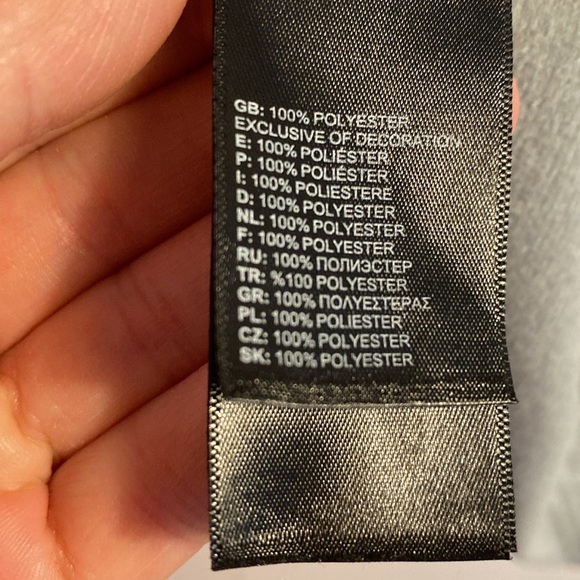 GB: 100% POLYESTER
EXCLUSIVE OF DECORATION
E: 100% POLIÉSTER
P: 100% POLIÉSTER
I: 100% POLIESTERE
D: 100% POLYESTER
NL: 100% POLYESTER
F: 100% POLYESTER
RU: 100% ПОЛИЭСТЕР
TR: %100 POLYESTER
GR: 100% ΠΟΛΥΕΣΤΕΡΑΣ
PL: 100% POLIESTER
CZ: 100% POLYESTER
SK: 100% POLYESTER